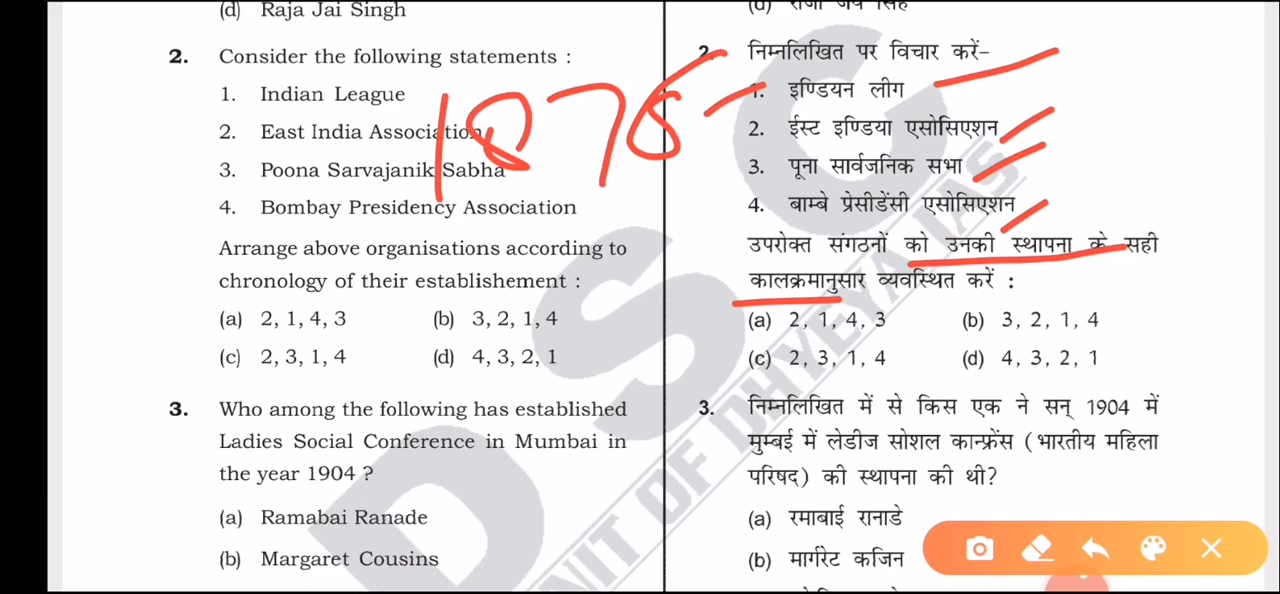 (d) Raja Jai Singh
2. Consider the following statements :
1. Indian League
2. East India Association
3. Poona Sarvajanik Sabha
4. Bombay Presidency Association
Arrange above organisations according to
chronology of their establishement :
(a) 2, 1, 4, 3 (b) 3, 2, 1, 4
(c) 2, 3, 1, 4 (d) 4, 3, 2, 1
3. Who among the following has established
Ladies Social Conference in Mumbai in
the year 1904 ?
(a) Ramabai Ranade
(b) Margaret Cousins
1875
2. निम्नलिखित पर विचार करें–
1. इण्डियन लीग
2. ईस्ट इण्डिया एसोसिएशन
3. पूना सार्वजनिक सभा
4. बाम्बे प्रेसीडेंसी एसोसिएशन
उपरोक्त संगठनों को उनकी स्थापना के सही
कालक्रमानुसार व्यवस्थित करें :
(a) 2, 1, 4, 3 (b) 3, 2, 1, 4
(c) 2, 3, 1, 4 (d) 4, 3, 2, 1
3. निम्नलिखित में से किस एक ने सन् 1904 में
मुम्बई में लेडीज सोशल कान्फ्रेंस (भारतीय महिला
परिषद) की स्थापना की थी?
(a) रमाबाई रानाडे
(b) मार्गरेट कजिन
DSC
UNIT OF DHYEYA IAS